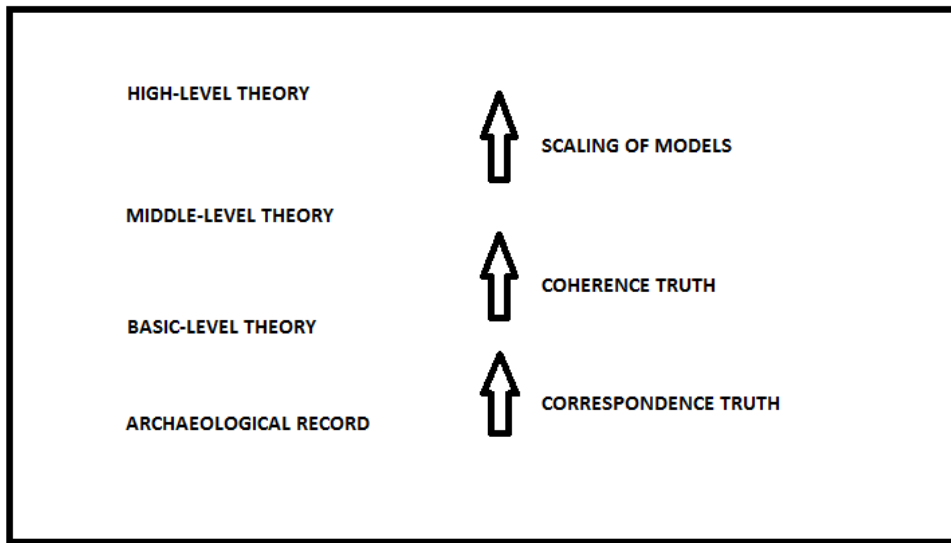 HIGH-LEVEL THEORY
SCALING OF MODELS
MIDDLE-LEVEL THEORY
COHERENCE TRUTH
BASIC-LEVEL THEORY
CORRESPONDENCE TRUTH
ARCHAEOLOGICAL RECORD